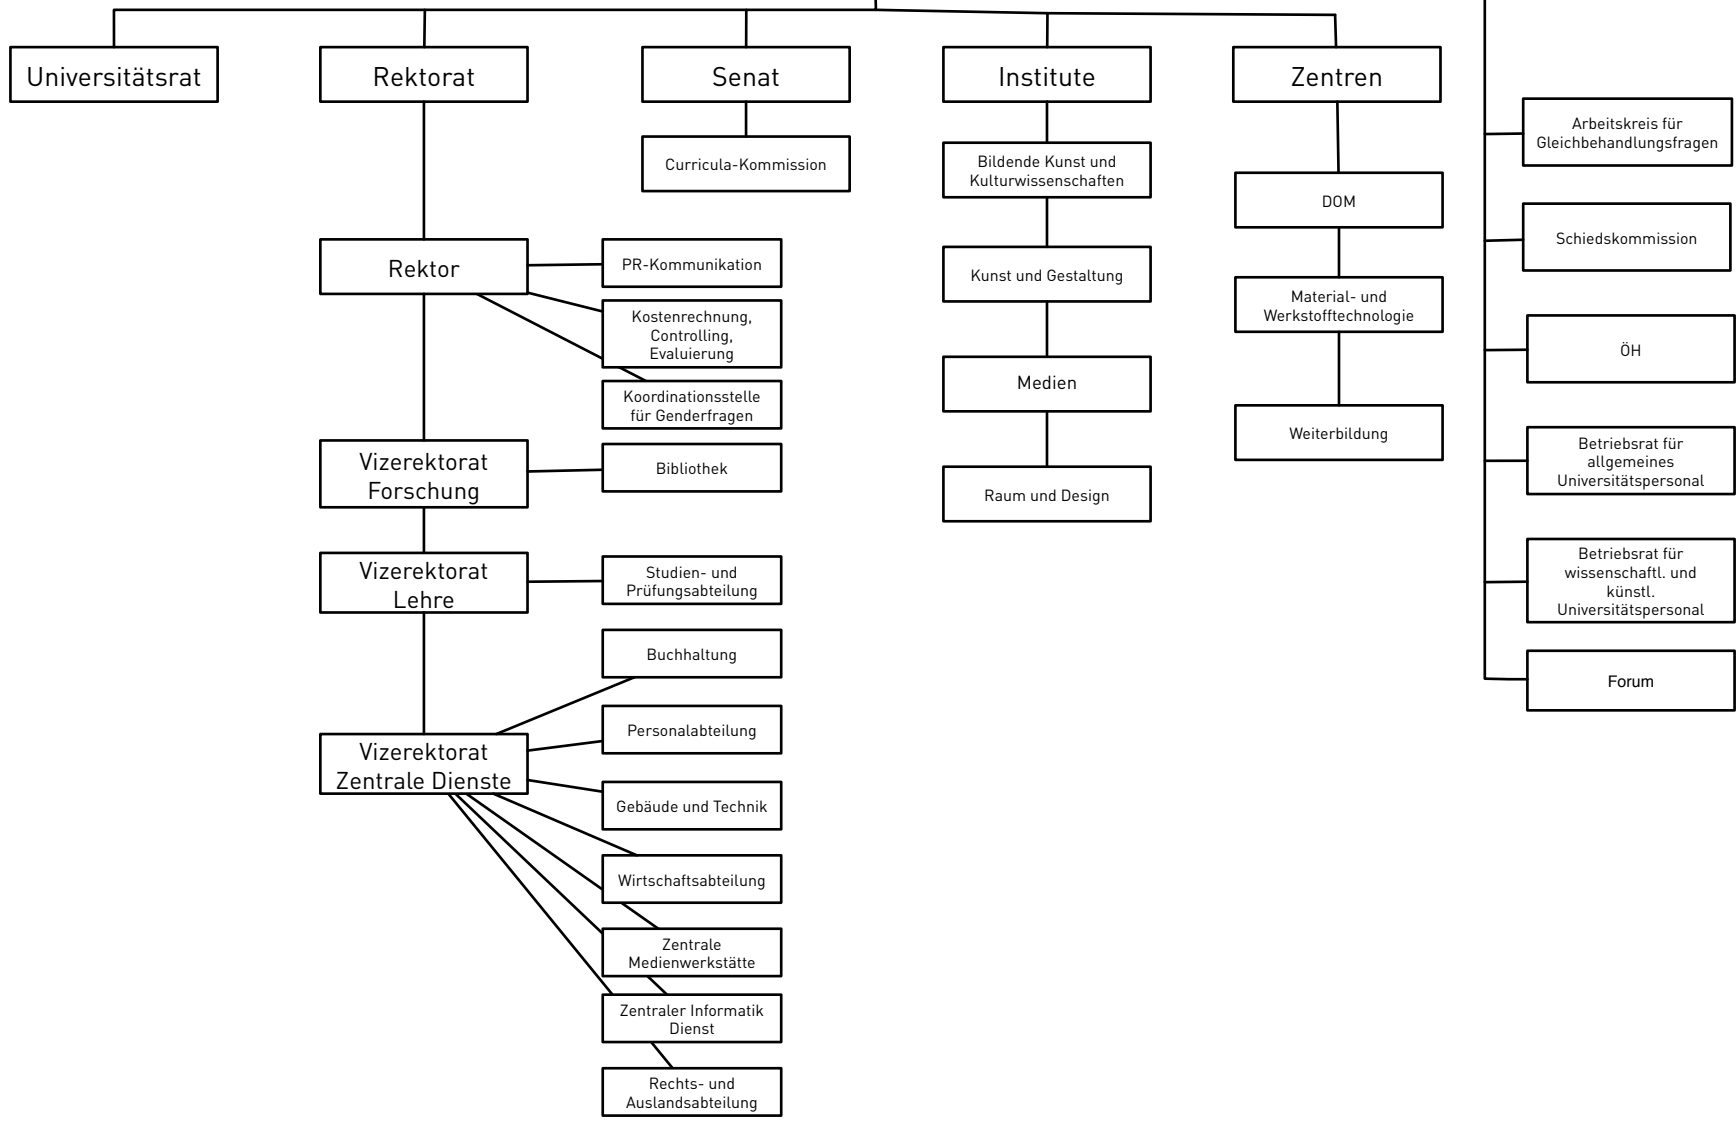 Universitätsrat
Rektorat
Senat
Institute
Zentren
Curricula-Kommission
Rektor
PR-Kommunikation
Kostenrechnung,
Controlling,
Evaluierung
Koordinationsstelle
für Genderfragen
Vizerektorat
Forschung
Bibliothek
Vizerektorat
Lehre
Studien- und
Prüfungsabteilung
Vizerektorat
Zentrale Dienste
Buchhaltung
Personalabteilung
Gebäude und Technik
Wirtschaftsabteilung
Zentrale
Medienwerkstätte
Zentraler Informatik
Dienst
Rechts- und
Auslandsabteilung
Bildende Kunst und
Kulturwissenschaften
Kunst und Gestaltung
Medien
Raum und Design
DOM
Material- und
Werkstofftechnologie
Weiterbildung
Arbeitskreis für
Gleichbehandlungsfragen
Schiedskommission
ÖH
Betriebsrat für
allgemeines
Universitätspersonal
Betriebsrat für
wissenschaftl. und
künstl.
Universitätspersonal
Forum